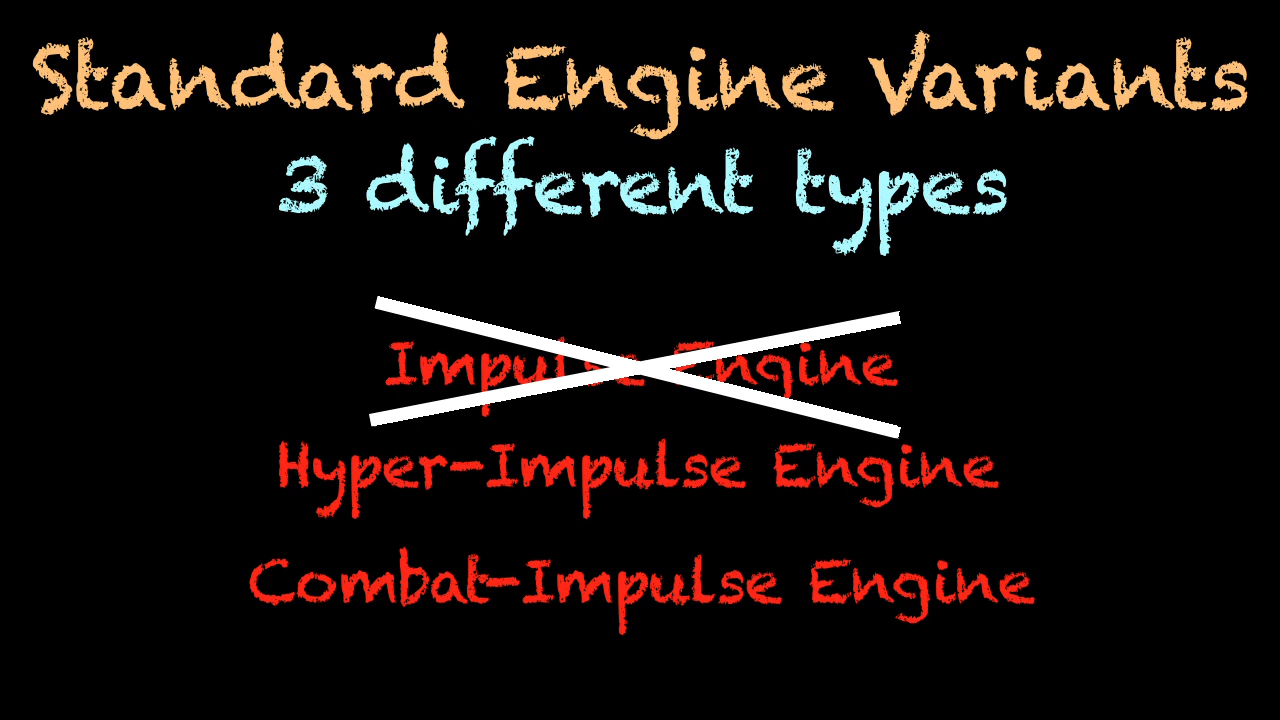 Standard Engine Variants
3 different types
Impulse Engine
Hyper-Impulse Engine
Combat-Impulse Engine